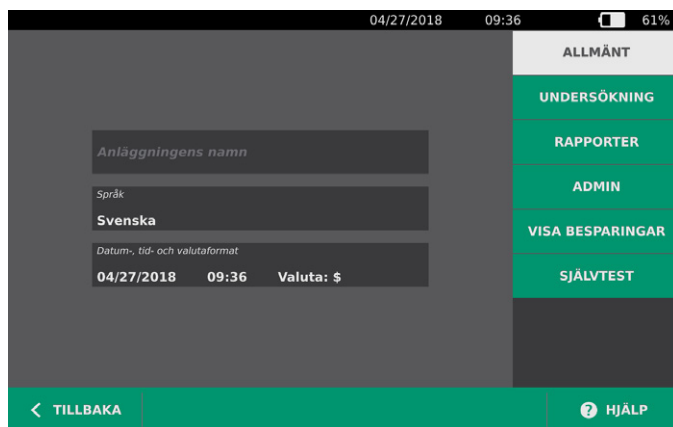 04/27/2018 09:36 61%
ALLMÄNT
UNDERSÖKNING
RAPPORTER
ADMIN
VISA BESPARINGAR
SJÄLVTEST
Anläggningens namn
Språk
Svenska
Datum-, tid- och valutaformat
04/27/2018 09:36 Valuta: $
TILLBAKA
? HJÄLP